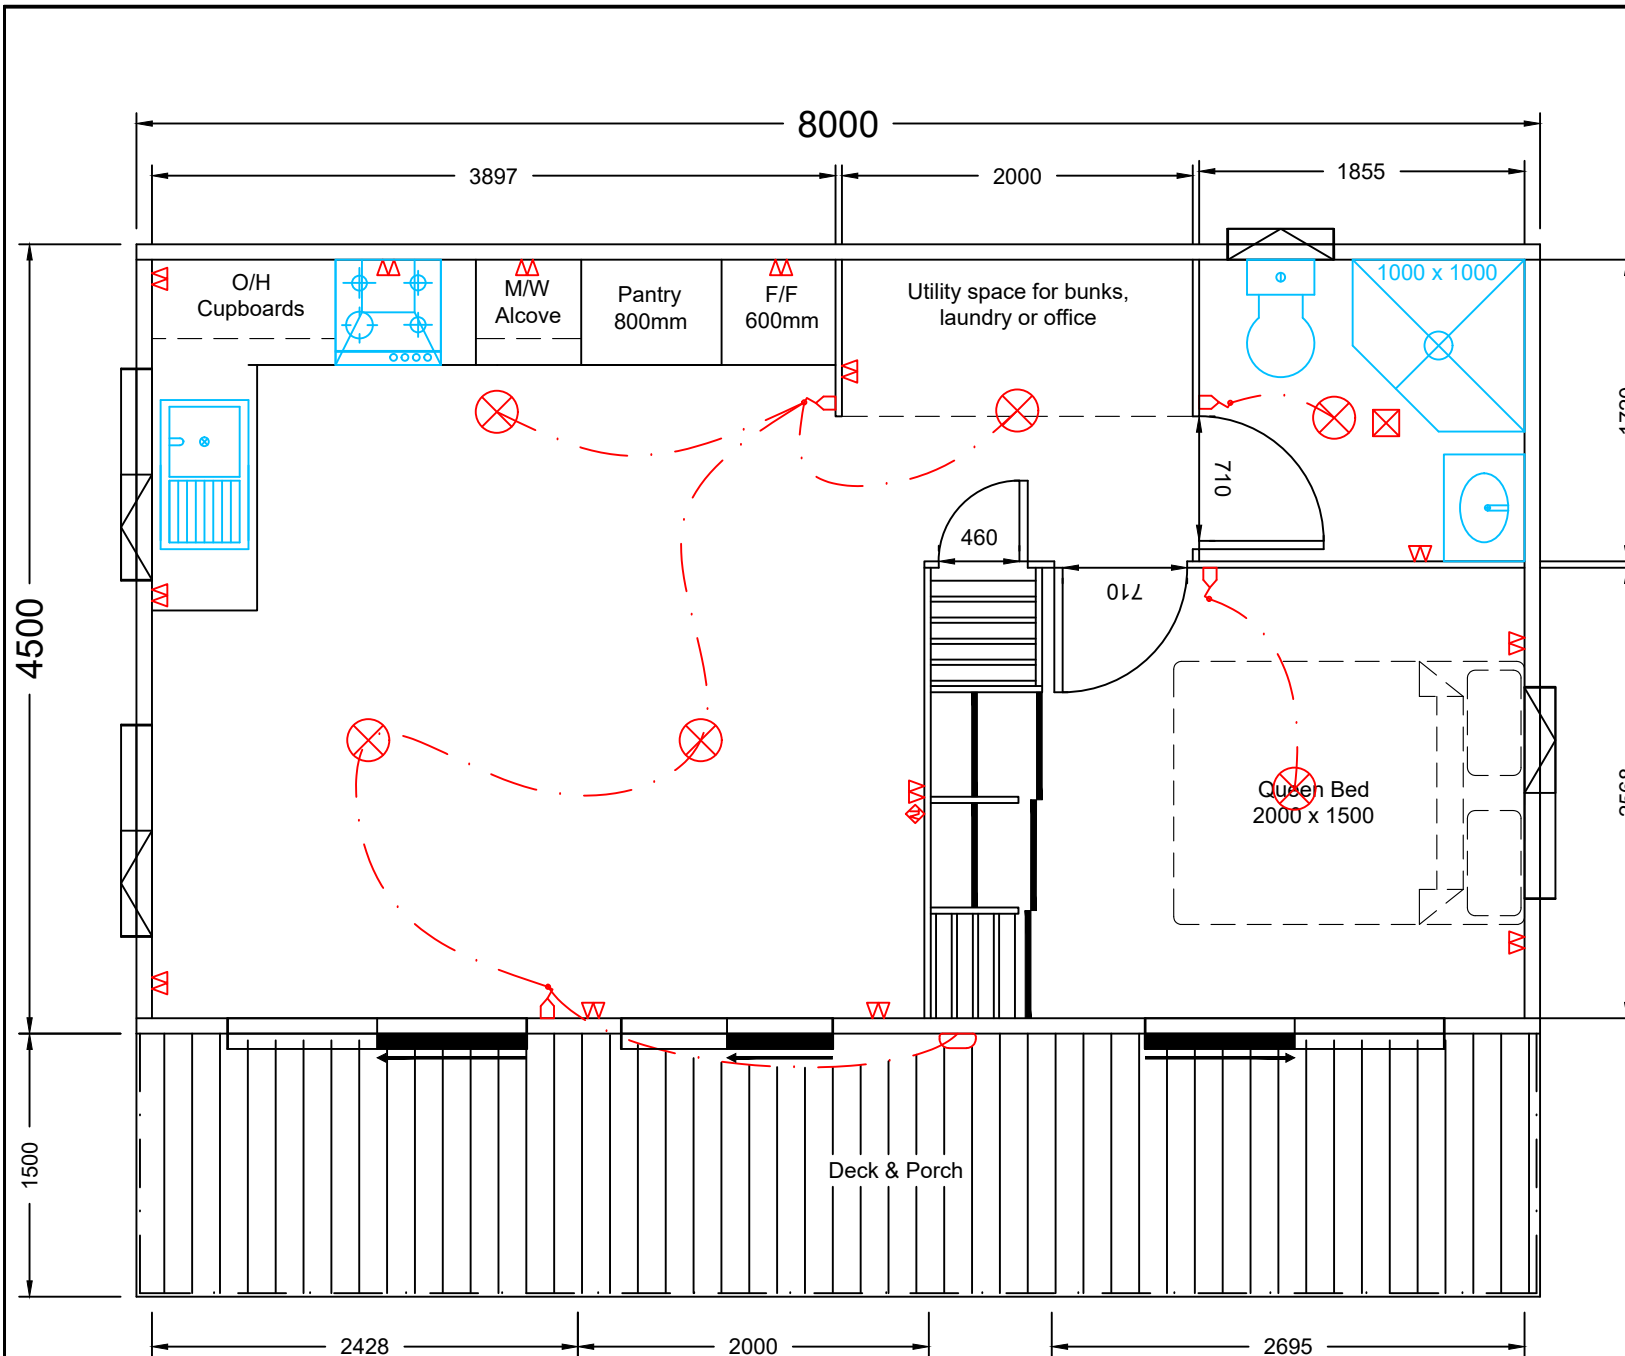 8000
3897
2000
1855
O/H
Cupboards
M/W
Alcove
Pantry
800mm
F/F
600mm
Utility space for bunks,
laundry or office
1000 x 1000
710
460
710
4500
Queen Bed
2000 x 1500
1500
Deck & Porch
2428
2000
2695